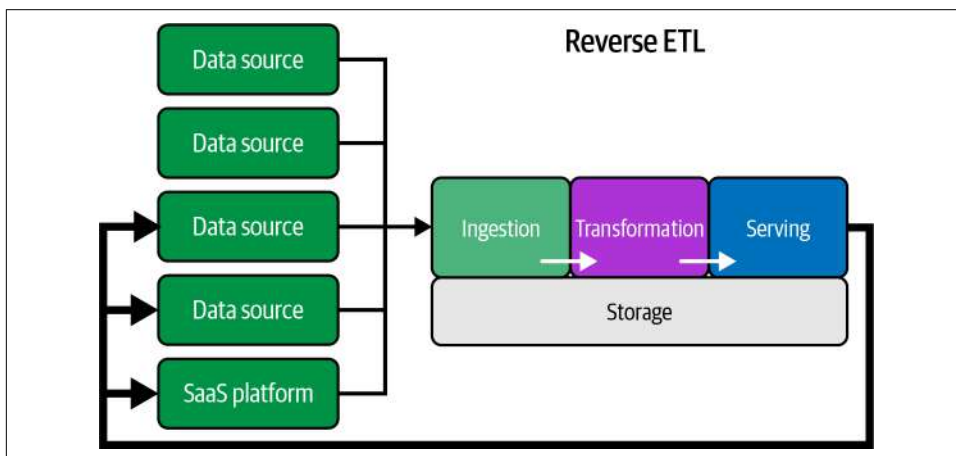 Reverse ETL
Data source
Data source
Data source
Data source
SaaS platform
Ingestion
Transformation
Serving
Storage